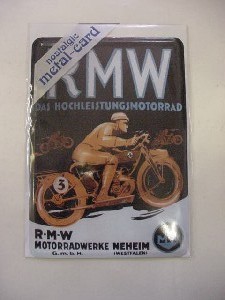 nostalgic
metal-card
RMW
DAS HOCHLEISTUNGSMOTORRAD
3
R·M·W
MOTORRADWERKE NEHEIM
G.m.b.H. (WESTFALEN)